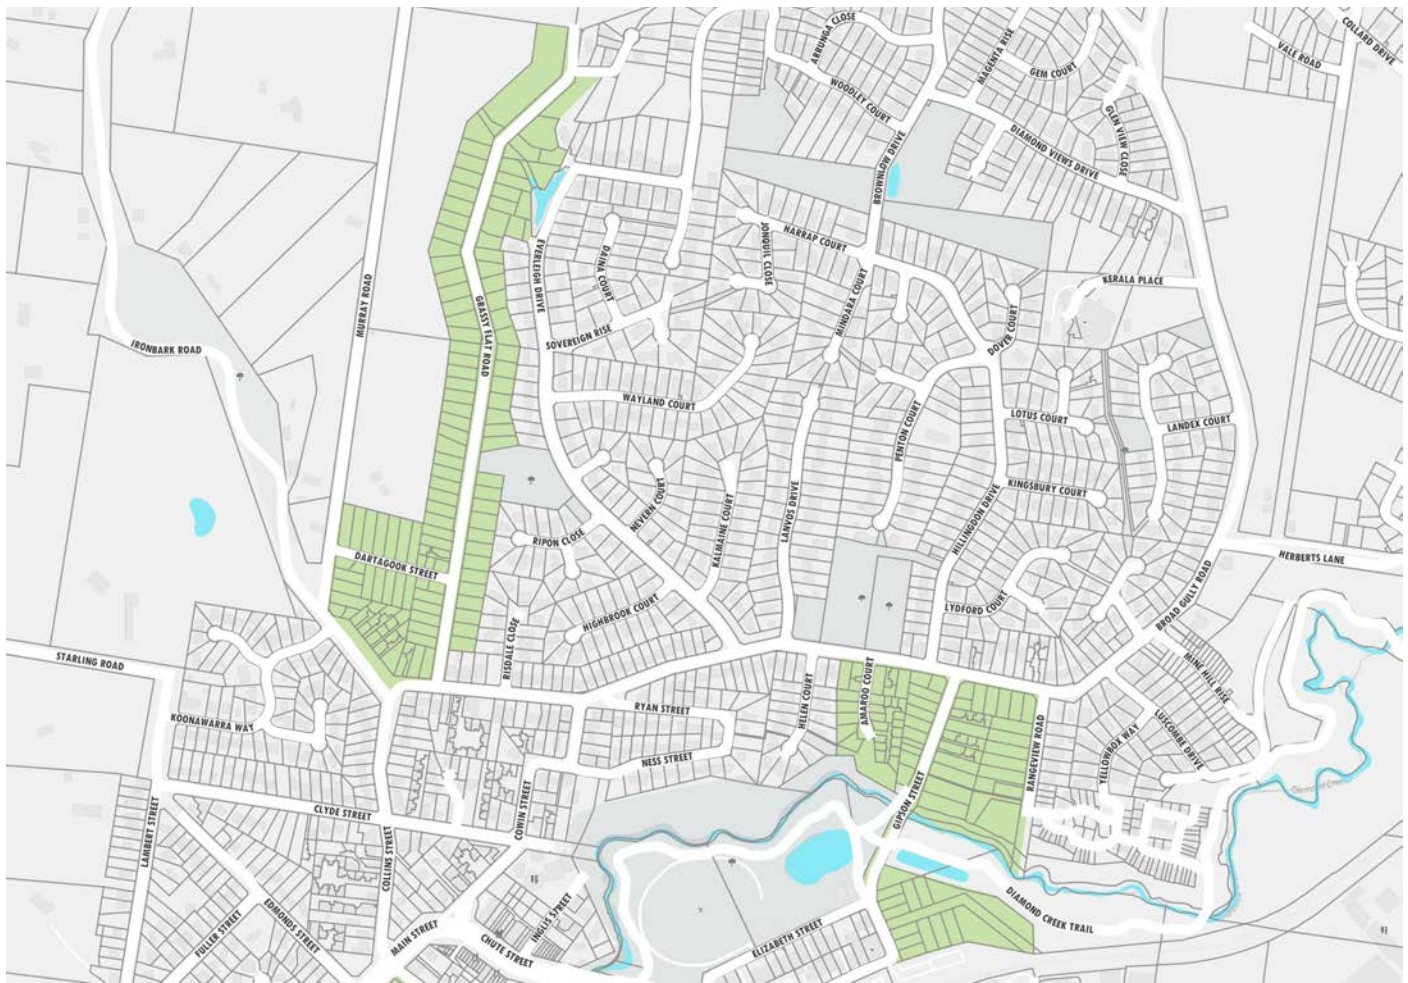 ARRUNGA CLOSE
MAGENTA RISE
COLLARD DRIVE
VALE ROAD
GEM COURT
WOODLEY COURT
GLEN VIEW CLOSE
DIAMOND VIEWS DRIVE
BROWNLOW DRIVE
JONQUIL CLOSE
HARRAP COURT
EVERLEIGH DRIVE
DAINA COURT
KERALA PLACE
MURRAY ROAD
MINDARA COURT
DOVER COURT
GRASSY FLAT ROAD
SOVEREIGN RISE
IRONBARK ROAD
WAYLAND COURT
LOTUS COURT
LANDEX COURT
PENTON COURT
KINGSBURY COURT
NEVERN COURT
KALMAINE COURT
LANVOS DRIVE
HILLINGDON DRIVE
RIPON CLOSE
DARTAGOOK STREET
HERBERTS LANE
BROAD GULLY ROAD
LYDFORD COURT
HIGHBROOK COURT
RISDALE CLOSE
STARLING ROAD
MINE HILL RISE
AMAROO COURT
HELEN COURT
RYAN STREET
KOONAWARRA WAY
LUSCOMBE DRIVE
YELLOWBOX WAY
RANGEVIEW ROAD
NESS STREET
Diamond Creek
GIPSON STREET
CLYDE STREET
COWIN STREET
LAMBERT STREET
COLLINS STREET
DIAMOND CREEK TRAIL
INGLIS STREET
EDMONDS STREET
FULLER STREET
MAIN STREET
CHUTE STREET
ELIZABETH STREET